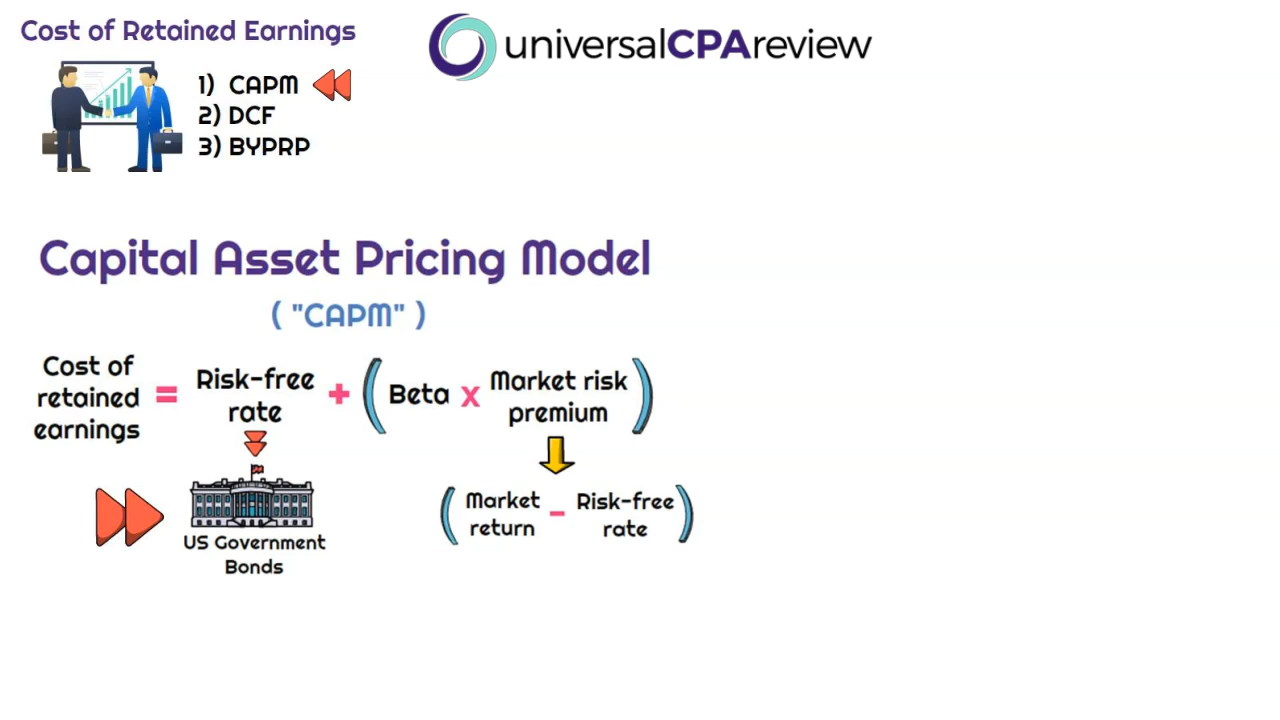 Cost of Retained Earnings
universalCPAreview
1) CAPM
2) DCF
3) BYPRP
Capital Asset Pricing Model
( "CAPM" )
Cost of
retained
earnings
=
Risk-free
rate
+
( Beta x Market risk
premium )
( Market
return
-
Risk-free
rate )
US Government
Bonds